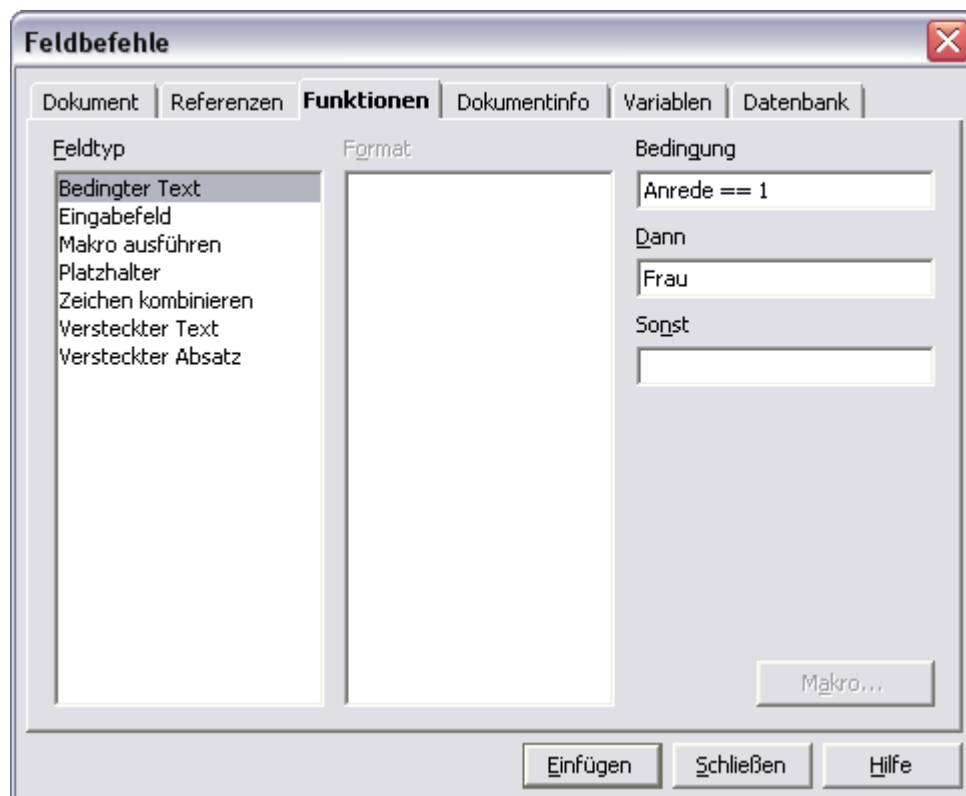 Feldbefehle
Dokument Referenzen Funktionen Dokumentinfo Variablen Datenbank
Feldtyp
Bedingter Text
Eingabefeld
Makro ausführen
Platzhalter
Zeichen kombinieren
Versteckter Text
Versteckter Absatz
Format
Bedingung
Anrede == 1
Dann
Frau
Sonst
Makro...
Einfügen Schließen Hilfe